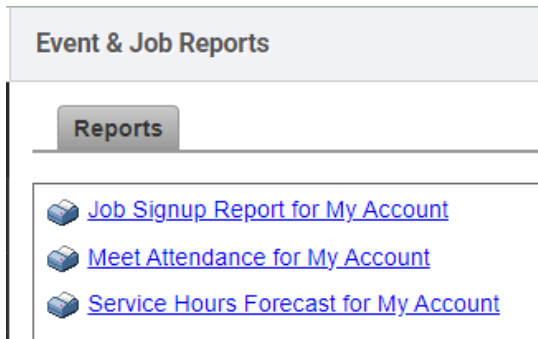 Event & Job Reports
Reports
Job Signup Report for My Account
Meet Attendance for My Account
Service Hours Forecast for My Account